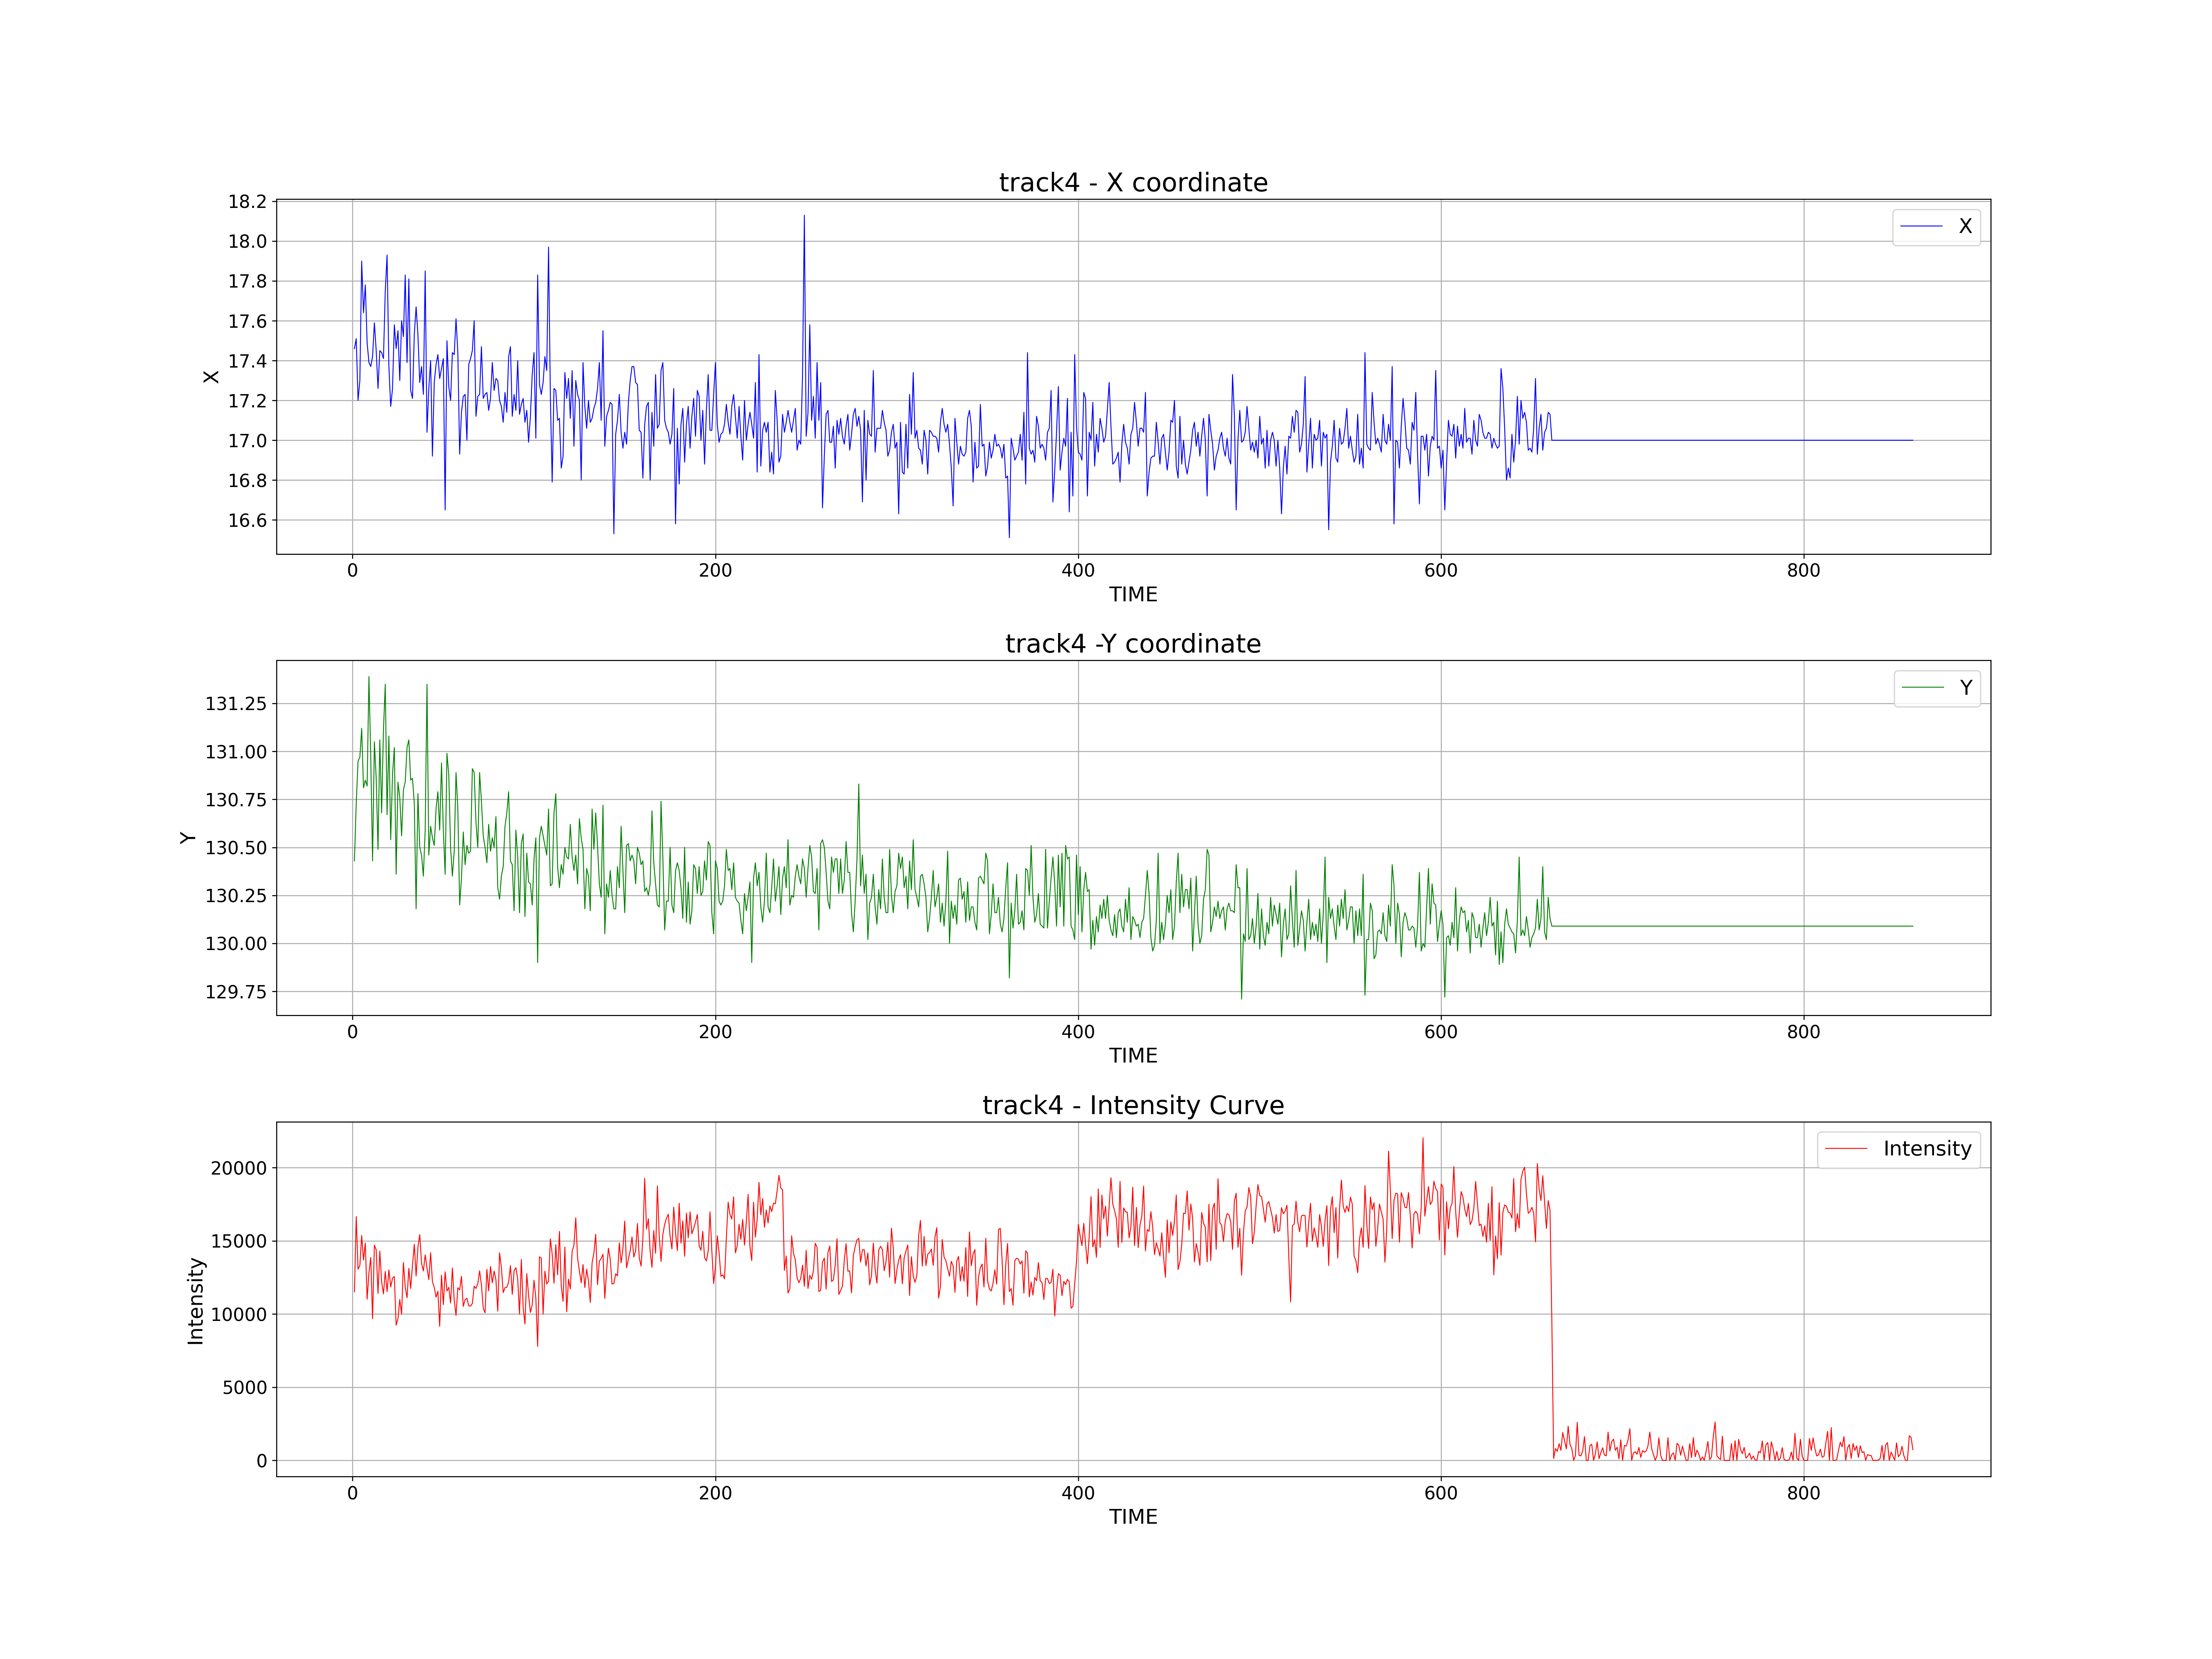 track4 - X coordinate
18.2
18.0
17.8
17.6
17.4
17.2
17.0
16.8
16.6
X
X
0 200 400 600 800
TIME
track4 -Y coordinate
131.25
131.00
130.75
130.50
130.25
130.00
129.75
Y
Y
0 200 400 600 800
TIME
track4 - Intensity Curve
20000
15000
10000
5000
0
Intensity
Intensity
0 200 400 600 800
TIME